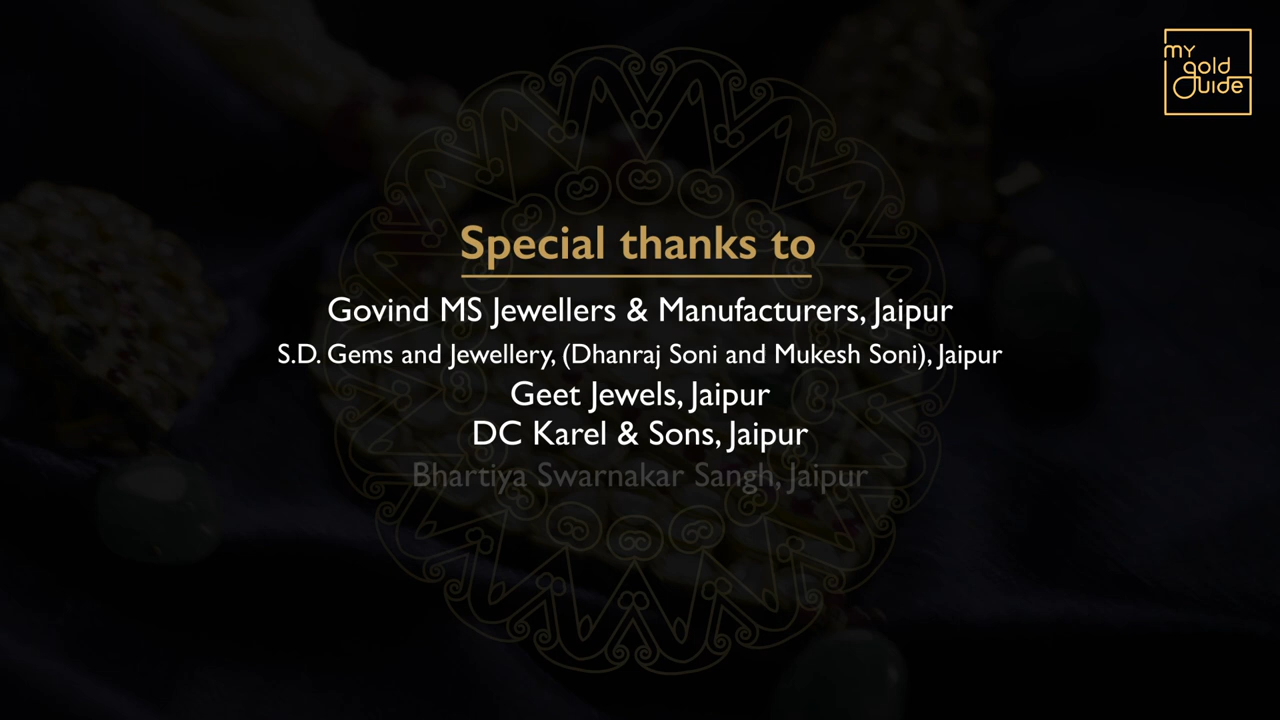 my
gold
guide
Special thanks to
Govind MS Jewellers & Manufacturers, Jaipur
S.D. Gems and Jewellery, (Dhanraj Soni and Mukesh Soni), Jaipur
Geet Jewels, Jaipur
DC Karel & Sons, Jaipur
Bhartiya Swarnakar Sangh, Jaipur